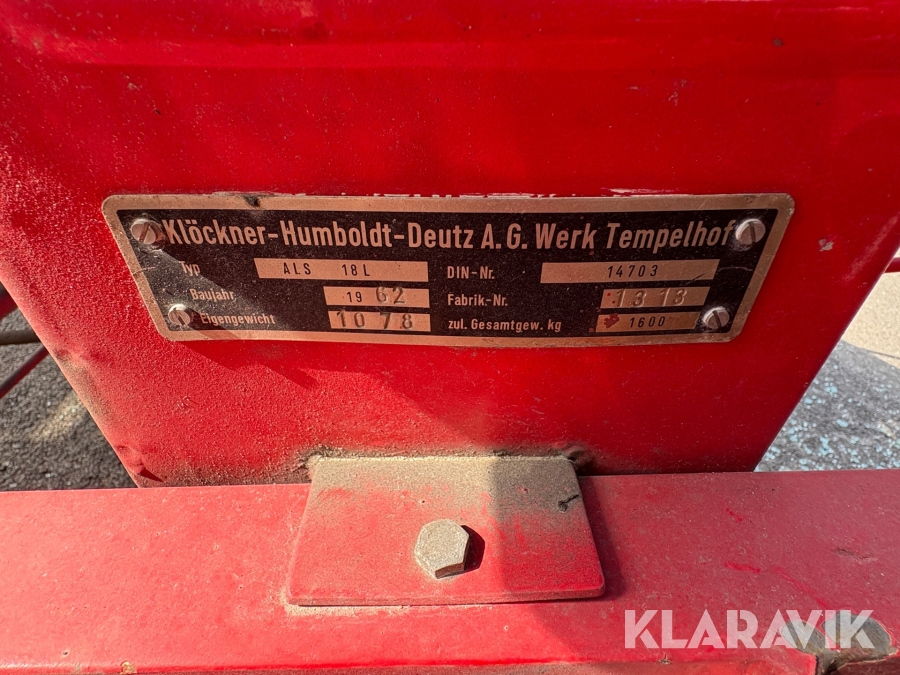 Klöckner-Humboldt-Deutz A.G. Werk Tempelhof
Typ ALS 18L DIN-Nr. 14703
Baujahr 1962 Fabrik-Nr. 1313
Eigengewicht 1078 zul. Gesamtgew. kg 1600
KLARAVIK